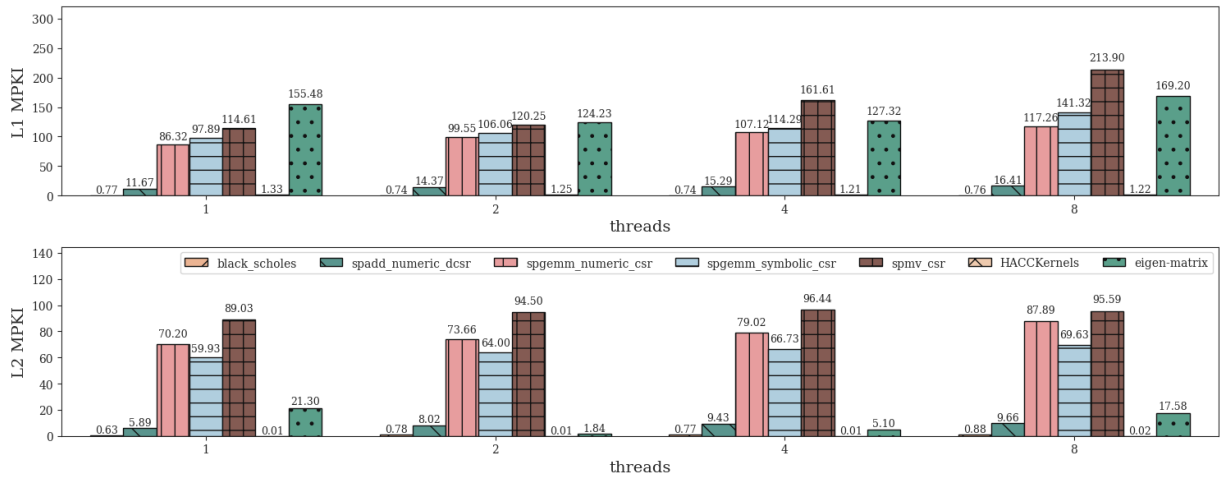 L1 MPKI
300
250
200
150
100
50
0
0.77 11.67 86.32 97.89 114.61 1.33 155.48
0.74 14.37 99.55 106.06 120.25 1.25 124.23
0.74 15.29 107.12 114.29 161.61 1.21 127.32
0.76 16.41 117.26 141.32 213.90 1.22 169.20
1 2 4 8
threads
L2 MPKI
140
120
100
80
60
40
20
0
black_scholes spadd_numeric_dcsr spgemm_numeric_csr spgemm_symbolic_csr spmv_csr HACCKernels eigen-matrix
0.63 5.89 70.20 59.93 89.03 0.01 21.30
0.78 8.02 73.66 64.00 94.50 0.01 1.84
0.77 9.43 79.02 66.73 96.44 0.01 5.10
0.88 9.66 87.89 69.63 95.59 0.02 17.58
1 2 4 8
threads